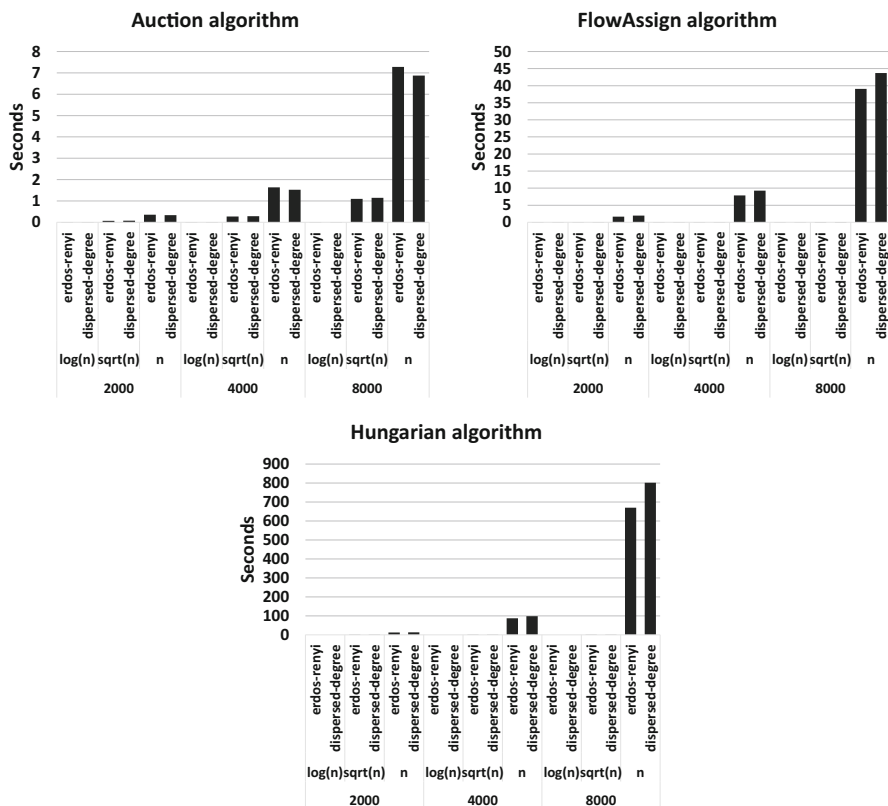 Auction algorithm
8
7
6
5
4
3
2
1
0
Seconds
erdos-renyi
dispersed-degree
erdos-renyi
dispersed-degree
erdos-renyi
dispersed-degree
erdos-renyi
dispersed-degree
erdos-renyi
dispersed-degree
erdos-renyi
dispersed-degree
erdos-renyi
dispersed-degree
erdos-renyi
dispersed-degree
erdos-renyi
dispersed-degree
log(n) sqrt(n) n log(n) sqrt(n) n log(n) sqrt(n) n
2000 4000 8000
FlowAssign algorithm
50
45
40
35
30
25
20
15
10
5
0
Seconds
erdos-renyi
dispersed-degree
erdos-renyi
dispersed-degree
erdos-renyi
dispersed-degree
erdos-renyi
dispersed-degree
erdos-renyi
dispersed-degree
erdos-renyi
dispersed-degree
erdos-renyi
dispersed-degree
erdos-renyi
dispersed-degree
erdos-renyi
dispersed-degree
log(n) sqrt(n) n log(n) sqrt(n) n log(n) sqrt(n) n
2000 4000 8000
Hungarian algorithm
900
800
700
600
500
400
300
200
100
0
Seconds
erdos-renyi
dispersed-degree
erdos-renyi
dispersed-degree
erdos-renyi
dispersed-degree
erdos-renyi
dispersed-degree
erdos-renyi
dispersed-degree
erdos-renyi
dispersed-degree
erdos-renyi
dispersed-degree
erdos-renyi
dispersed-degree
erdos-renyi
dispersed-degree
log(n) sqrt(n) n log(n) sqrt(n) n log(n) sqrt(n) n
2000 4000 8000